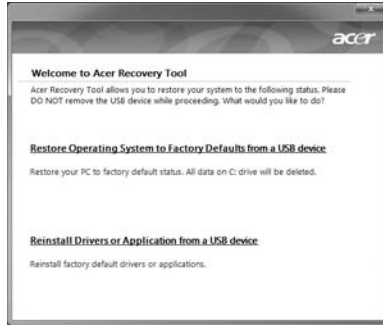 acer
Welcome to Acer Recovery Tool
Acer Recovery Tool allows you to restore your system to the following status. Please
DO NOT remove the USB device while proceeding. What would you like to do?
Restore Operating System to Factory Defaults from a USB device
Restore your PC to factory default status. All data on C: drive will be deleted.
Reinstall Drivers or Application from a USB device
Reinstall factory default drivers or applications.